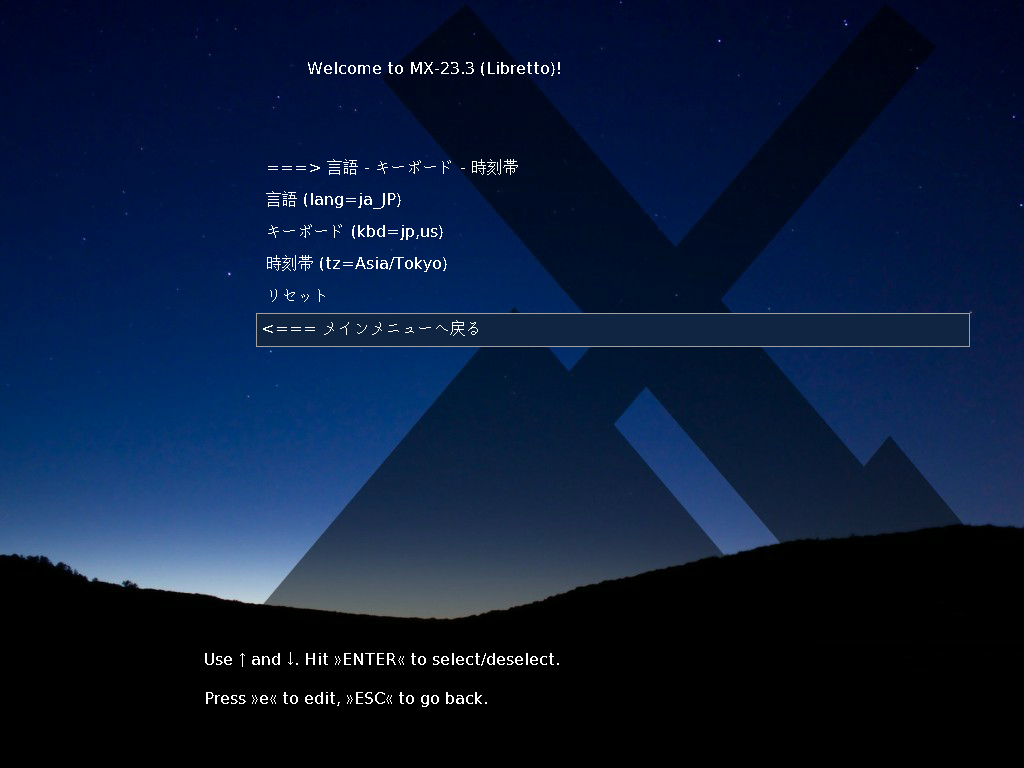 Welcome to MX-23.3 (Libretto)!
===> 言語 - キーボード - 時刻帯
言語 (lang=ja_JP)
キーボード (kbd=jp,us)
時刻帯 (tz=Asia/Tokyo)
リセット
<=== メインメニューへ戻る
Use ↑ and ↓. Hit »ENTER« to select/deselect.
Press »e« to edit, »ESC« to go back.